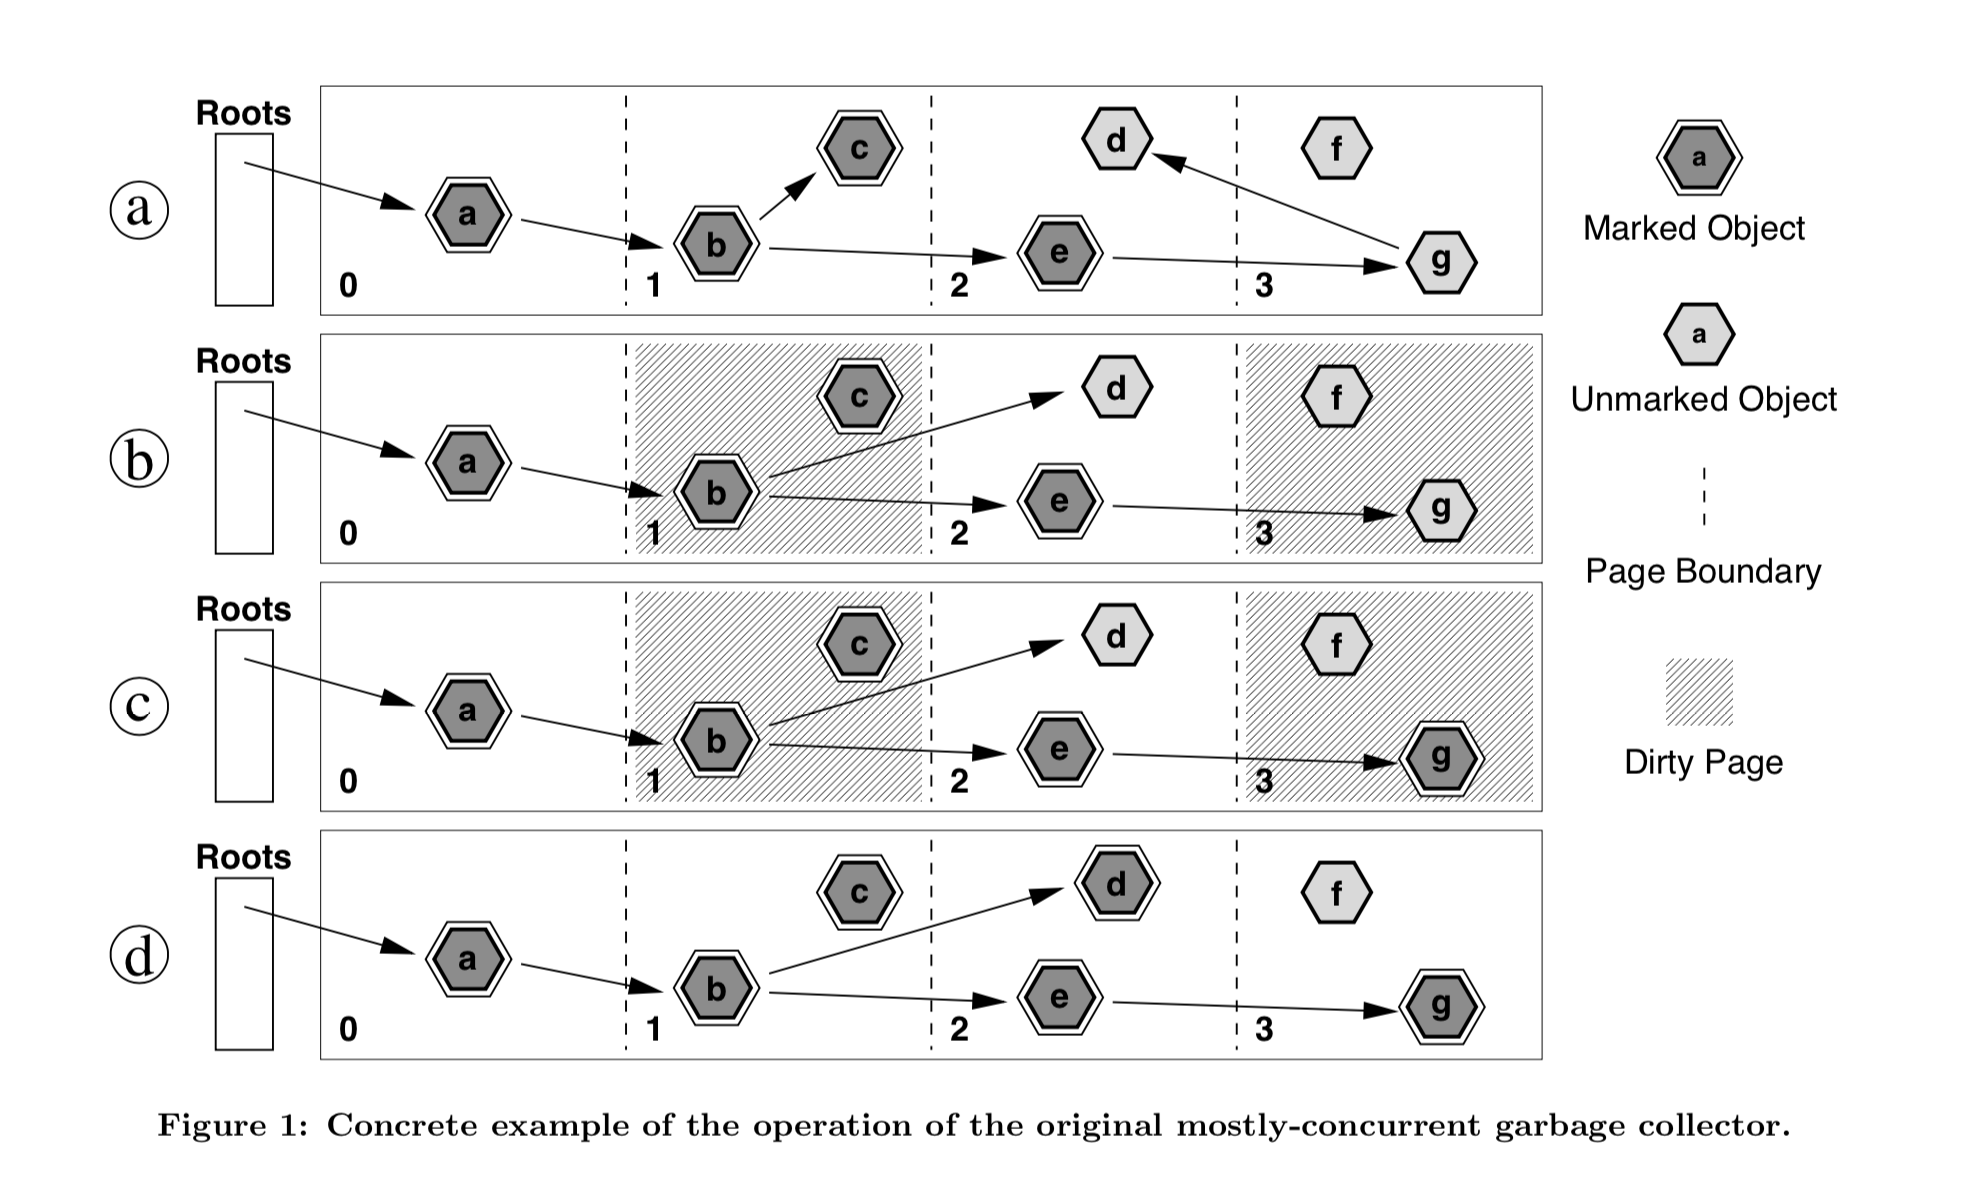 Roots
a
a
b
c
d
e
f
g
0
1
2
3
Roots
b
a
b
c
d
e
f
g
0
1
2
3
Roots
c
a
b
c
d
e
f
g
0
1
2
3
Roots
d
a
b
c
d
e
f
g
0
1
2
3
a
Marked Object
a
Unmarked Object
Page Boundary
Dirty Page
Figure 1: Concrete example of the operation of the original mostly-concurrent garbage collector.